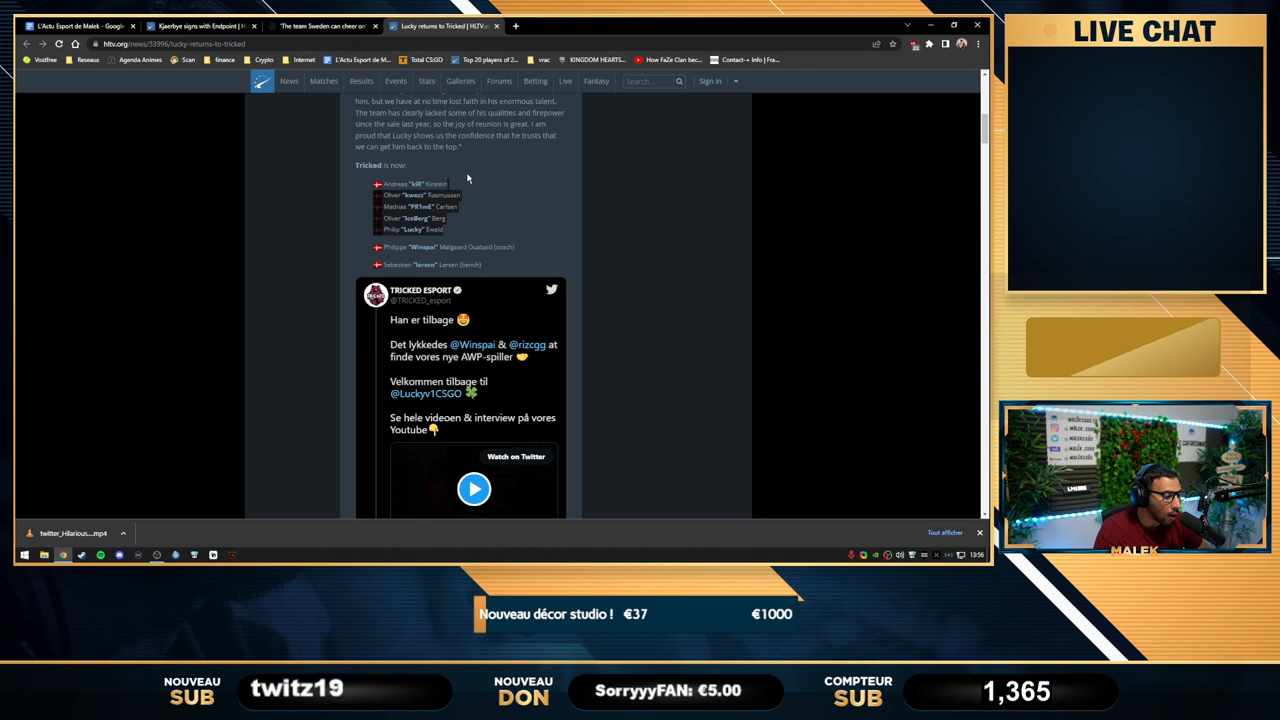 L'Actu Esport de Malek - Google
Kjaerbye signs with Endpoint | H
'The team Sweden can cheer on'
Lucky returns to Tricked | HLTV.o
hltv.org/news/33996/lucky-returns-to-tricked
Vostfree
Reseaux
Agenda Animes
Scan
finance
Crypto
Internet
L'Actu Esport de M...
Total CS:GO
Top 20 players of 2...
vrac
KINGDOM HEARTS...
How FaZe Clan bec...
Contact-+ Info | Fra...
News
Matches
Results
Events
Stats
Galleries
Forums
Betting
Live
Fantasy
Search...
Sign in
him, but we have at no time lost faith in his enormous talent.
The team has clearly lacked some of his qualities and firepower
since the sale last year, so the joy of reunion is great. I am
proud that Lucky shows us the confidence that he trusts that
we can get him back to the top."
Tricked is now:
Andreas "kiR" Kirstein
Oliver "kwezz" Rasmussen
Mathias "PR1mE" Carlsen
Oliver "IceBerg" Berg
Philip "Lucky" Ewald
Philippe "Winspai" Mølgaard Ouabaid (coach)
Sebastian "larsen" Larsen (bench)
TRICKED ESPORT
@TRICKED_esport
Han er tilbage 🤩
Det lykkedes @Winspai & @rizcgg at
finde vores nye AWP-spiller 🤝
Velkommen tilbage til
@Luckyv1CSGO 🍀
Se hele videoen & interview på vores
Youtube👇
Watch on Twitter
twitter_Hilarious....mp4
Tout afficher
13:56
LIVE CHAT
MALEK
Nouveau décor studio ! €37 €1000
NOUVEAU
SUB
twitz19
NOUVEAU
DON
SorryyyFAN: €5.00
COMPTEUR
SUB
1,365